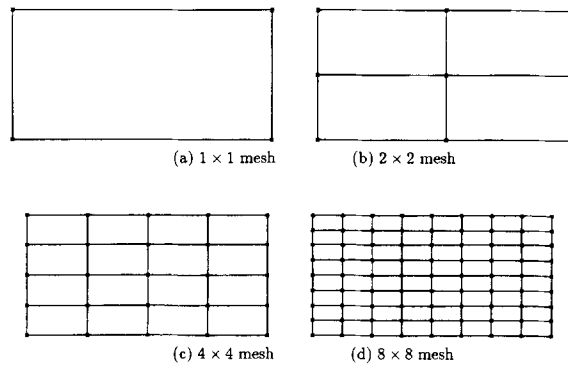 (a) 1 × 1 mesh
(b) 2 × 2 mesh
(c) 4 × 4 mesh
(d) 8 × 8 mesh